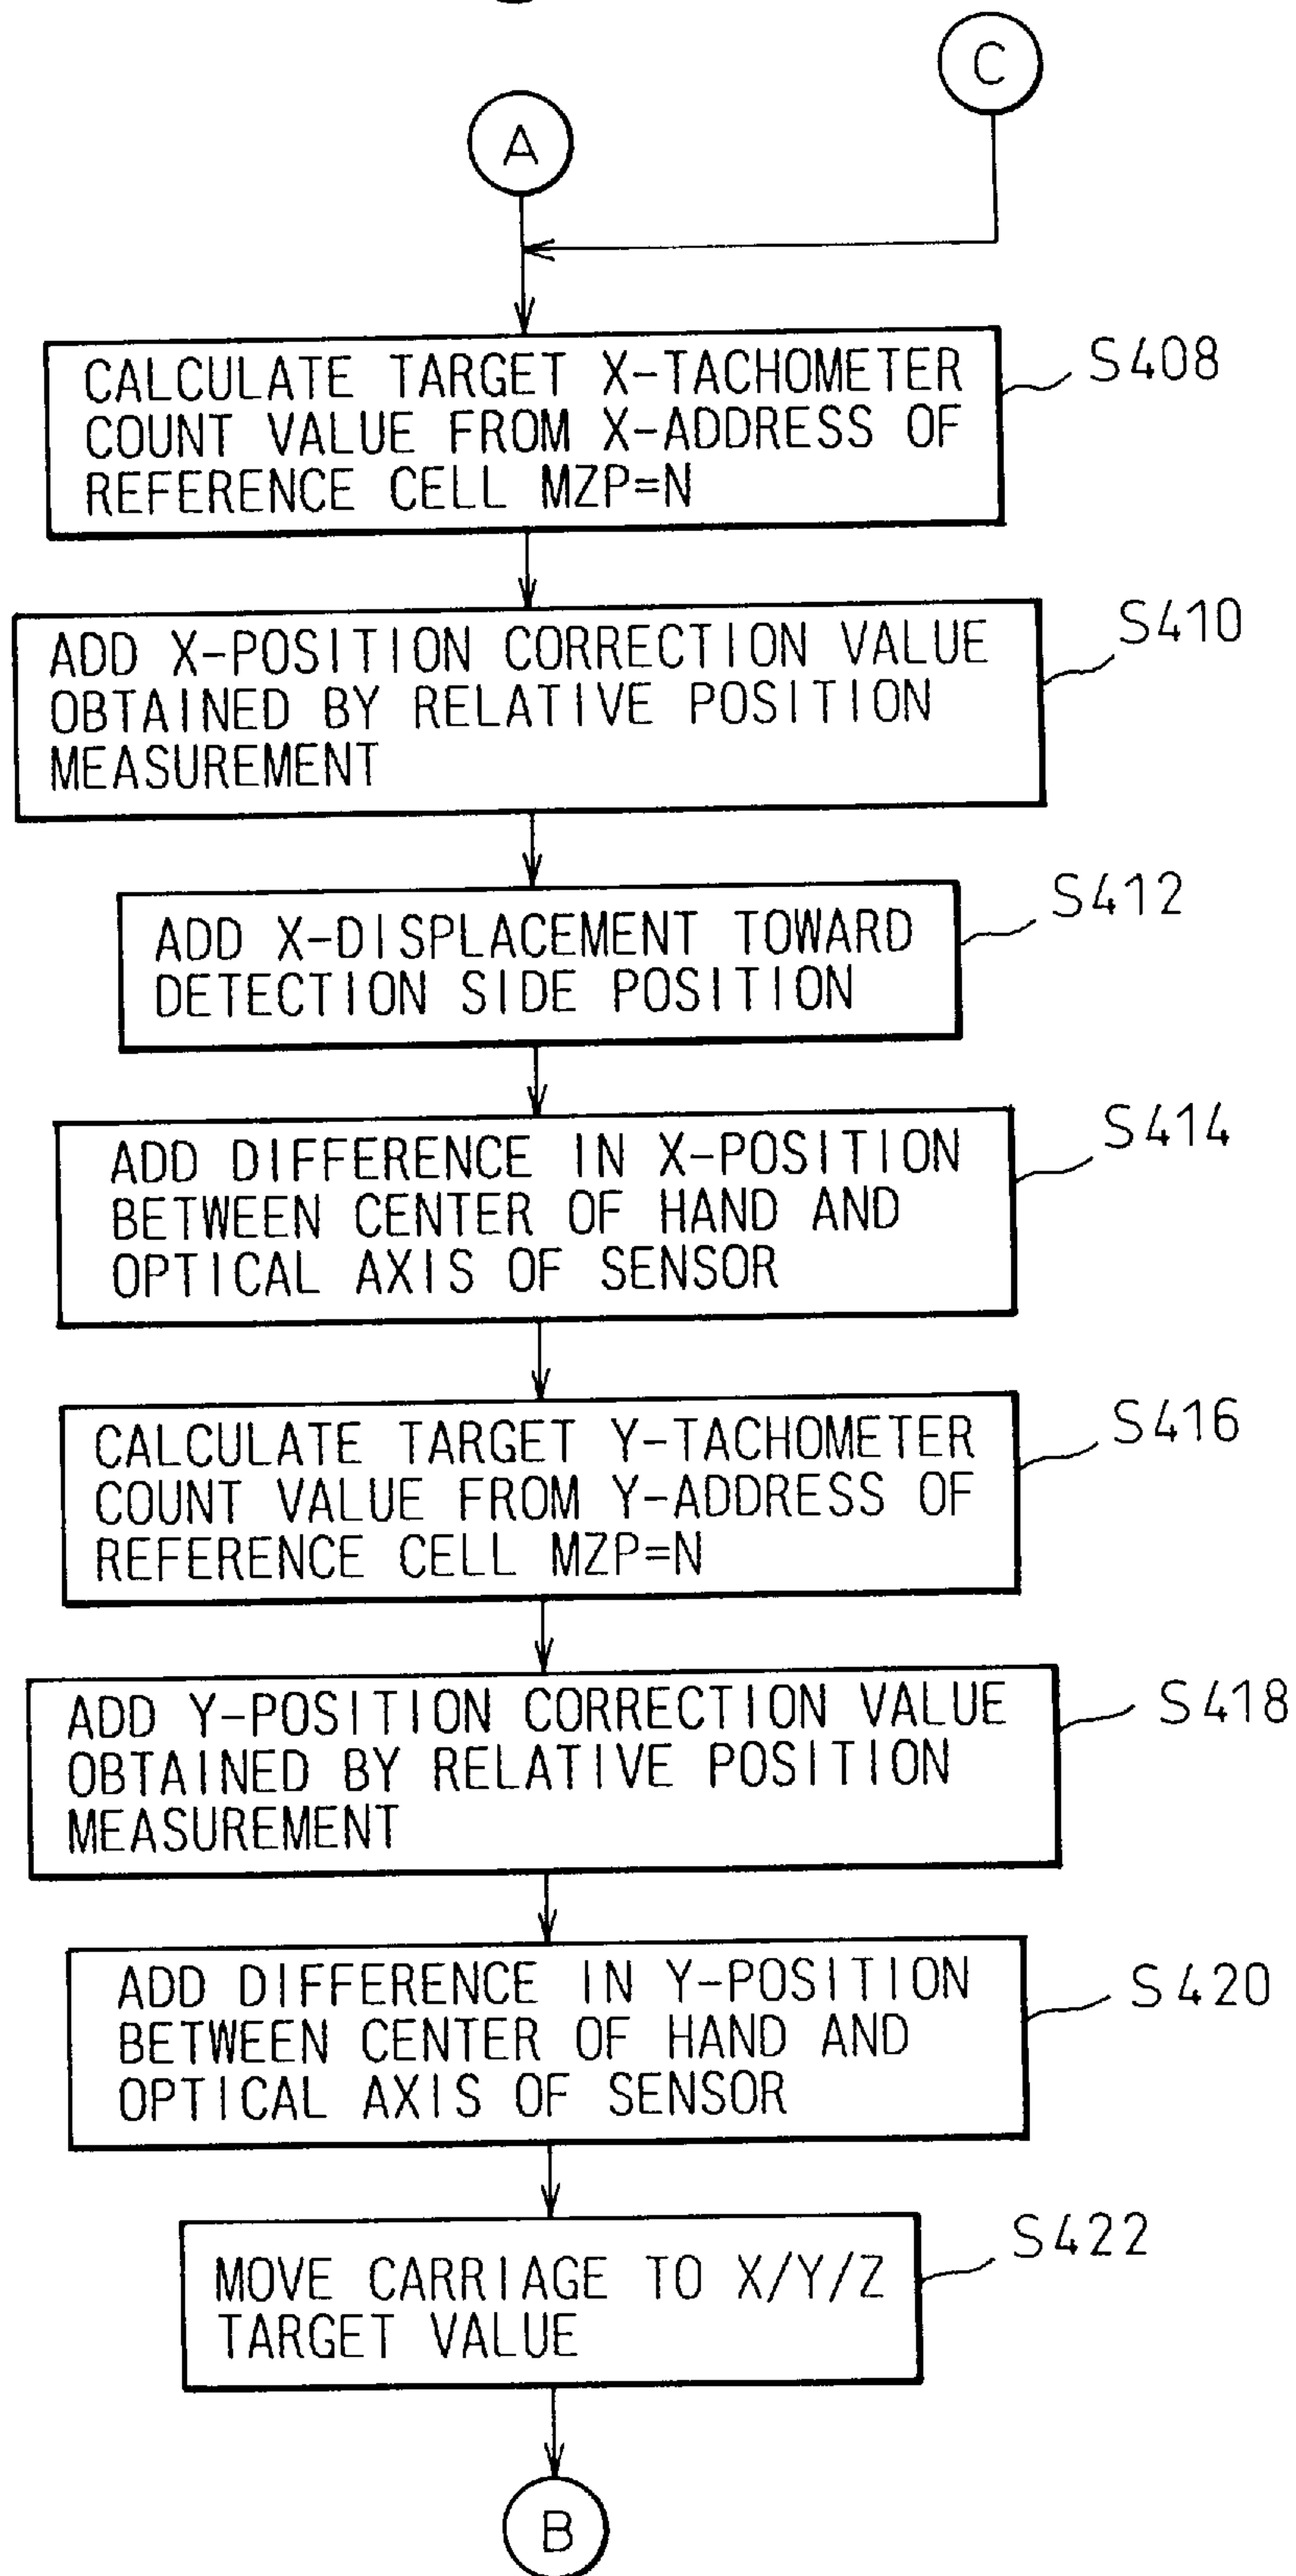 C
A
CALCULATE TARGET X-TACHOMETER
COUNT VALUE FROM X-ADDRESS OF
REFERENCE CELL MZP=N
S408
ADD X-POSITION CORRECTION VALUE
OBTAINED BY RELATIVE POSITION
MEASUREMENT
S410
ADD X-DISPLACEMENT TOWARD
DETECTION SIDE POSITION
S412
ADD DIFFERENCE IN X-POSITION
BETWEEN CENTER OF HAND AND
OPTICAL AXIS OF SENSOR
S414
CALCULATE TARGET Y-TACHOMETER
COUNT VALUE FROM Y-ADDRESS OF
REFERENCE CELL MZP=N
S416
ADD Y-POSITION CORRECTION VALUE
OBTAINED BY RELATIVE POSITION
MEASUREMENT
S418
ADD DIFFERENCE IN Y-POSITION
BETWEEN CENTER OF HAND AND
OPTICAL AXIS OF SENSOR
S420
MOVE CARRIAGE TO X/Y/Z
TARGET VALUE
S422
B